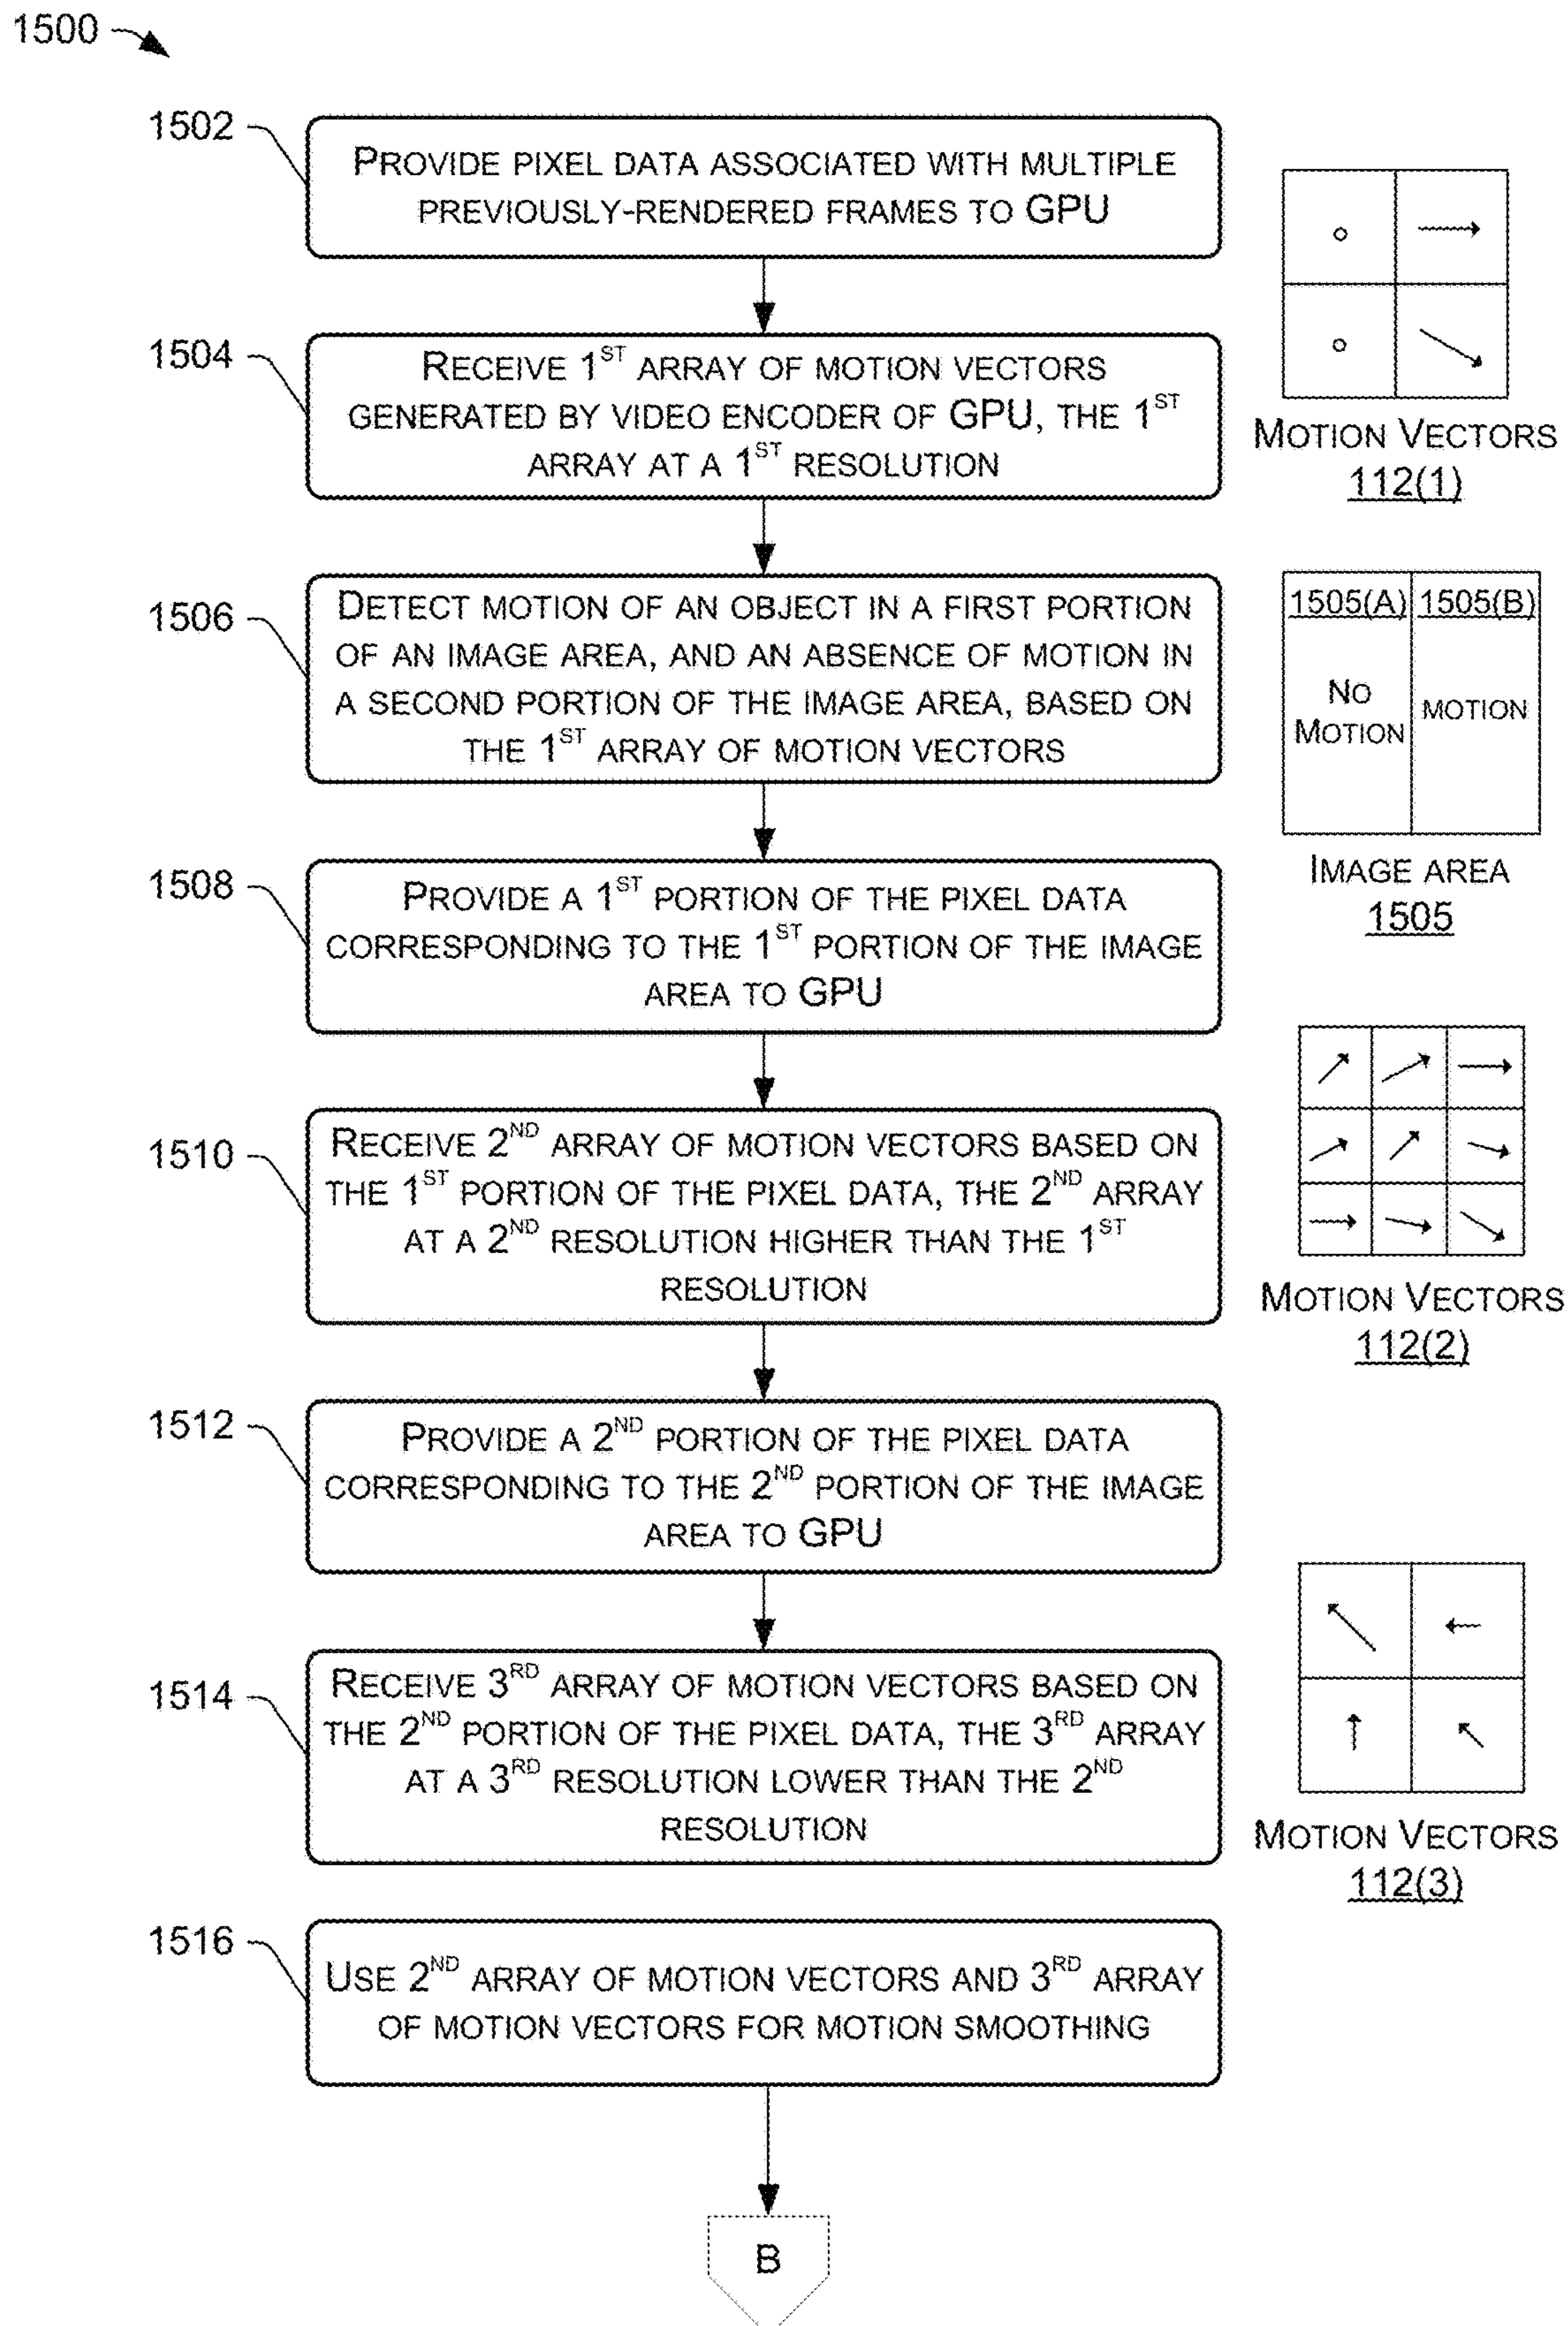 1500
1502
PROVIDE PIXEL DATA ASSOCIATED WITH MULTIPLE
PREVIOUSLY-RENDERED FRAMES TO GPU
1504
RECEIVE 1ST ARRAY OF MOTION VECTORS
GENERATED BY VIDEO ENCODER OF GPU, THE 1ST
ARRAY AT A 1ST RESOLUTION
MOTION VECTORS
112(1)
1506
DETECT MOTION OF AN OBJECT IN A FIRST PORTION
OF AN IMAGE AREA, AND AN ABSENCE OF MOTION IN
A SECOND PORTION OF THE IMAGE AREA, BASED ON
THE 1ST ARRAY OF MOTION VECTORS
1505(A) 1505(B)
NO
MOTION
MOTION
IMAGE AREA
1505
1508
PROVIDE A 1ST PORTION OF THE PIXEL DATA
CORRESPONDING TO THE 1ST PORTION OF THE IMAGE
AREA TO GPU
1510
RECEIVE 2ND ARRAY OF MOTION VECTORS BASED ON
THE 1ST PORTION OF THE PIXEL DATA, THE 2ND ARRAY
AT A 2ND RESOLUTION HIGHER THAN THE 1ST
RESOLUTION
MOTION VECTORS
112(2)
1512
PROVIDE A 2ND PORTION OF THE PIXEL DATA
CORRESPONDING TO THE 2ND PORTION OF THE IMAGE
AREA TO GPU
1514
RECEIVE 3RD ARRAY OF MOTION VECTORS BASED ON
THE 2ND PORTION OF THE PIXEL DATA, THE 3RD ARRAY
AT A 3RD RESOLUTION LOWER THAN THE 2ND
RESOLUTION
MOTION VECTORS
112(3)
1516
USE 2ND ARRAY OF MOTION VECTORS AND 3RD ARRAY
OF MOTION VECTORS FOR MOTION SMOOTHING
B